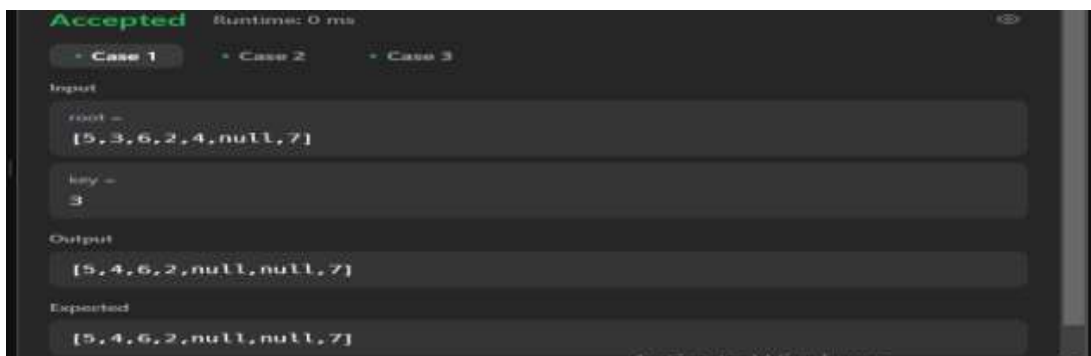 Accepted Runtime: 0 ms
Case 1 Case 2 Case 3
Input
root =
[5,3,6,2,4,null,7]
key =
3
Output
[5,4,6,2,null,null,7]
Expected
[5,4,6,2,null,null,7]